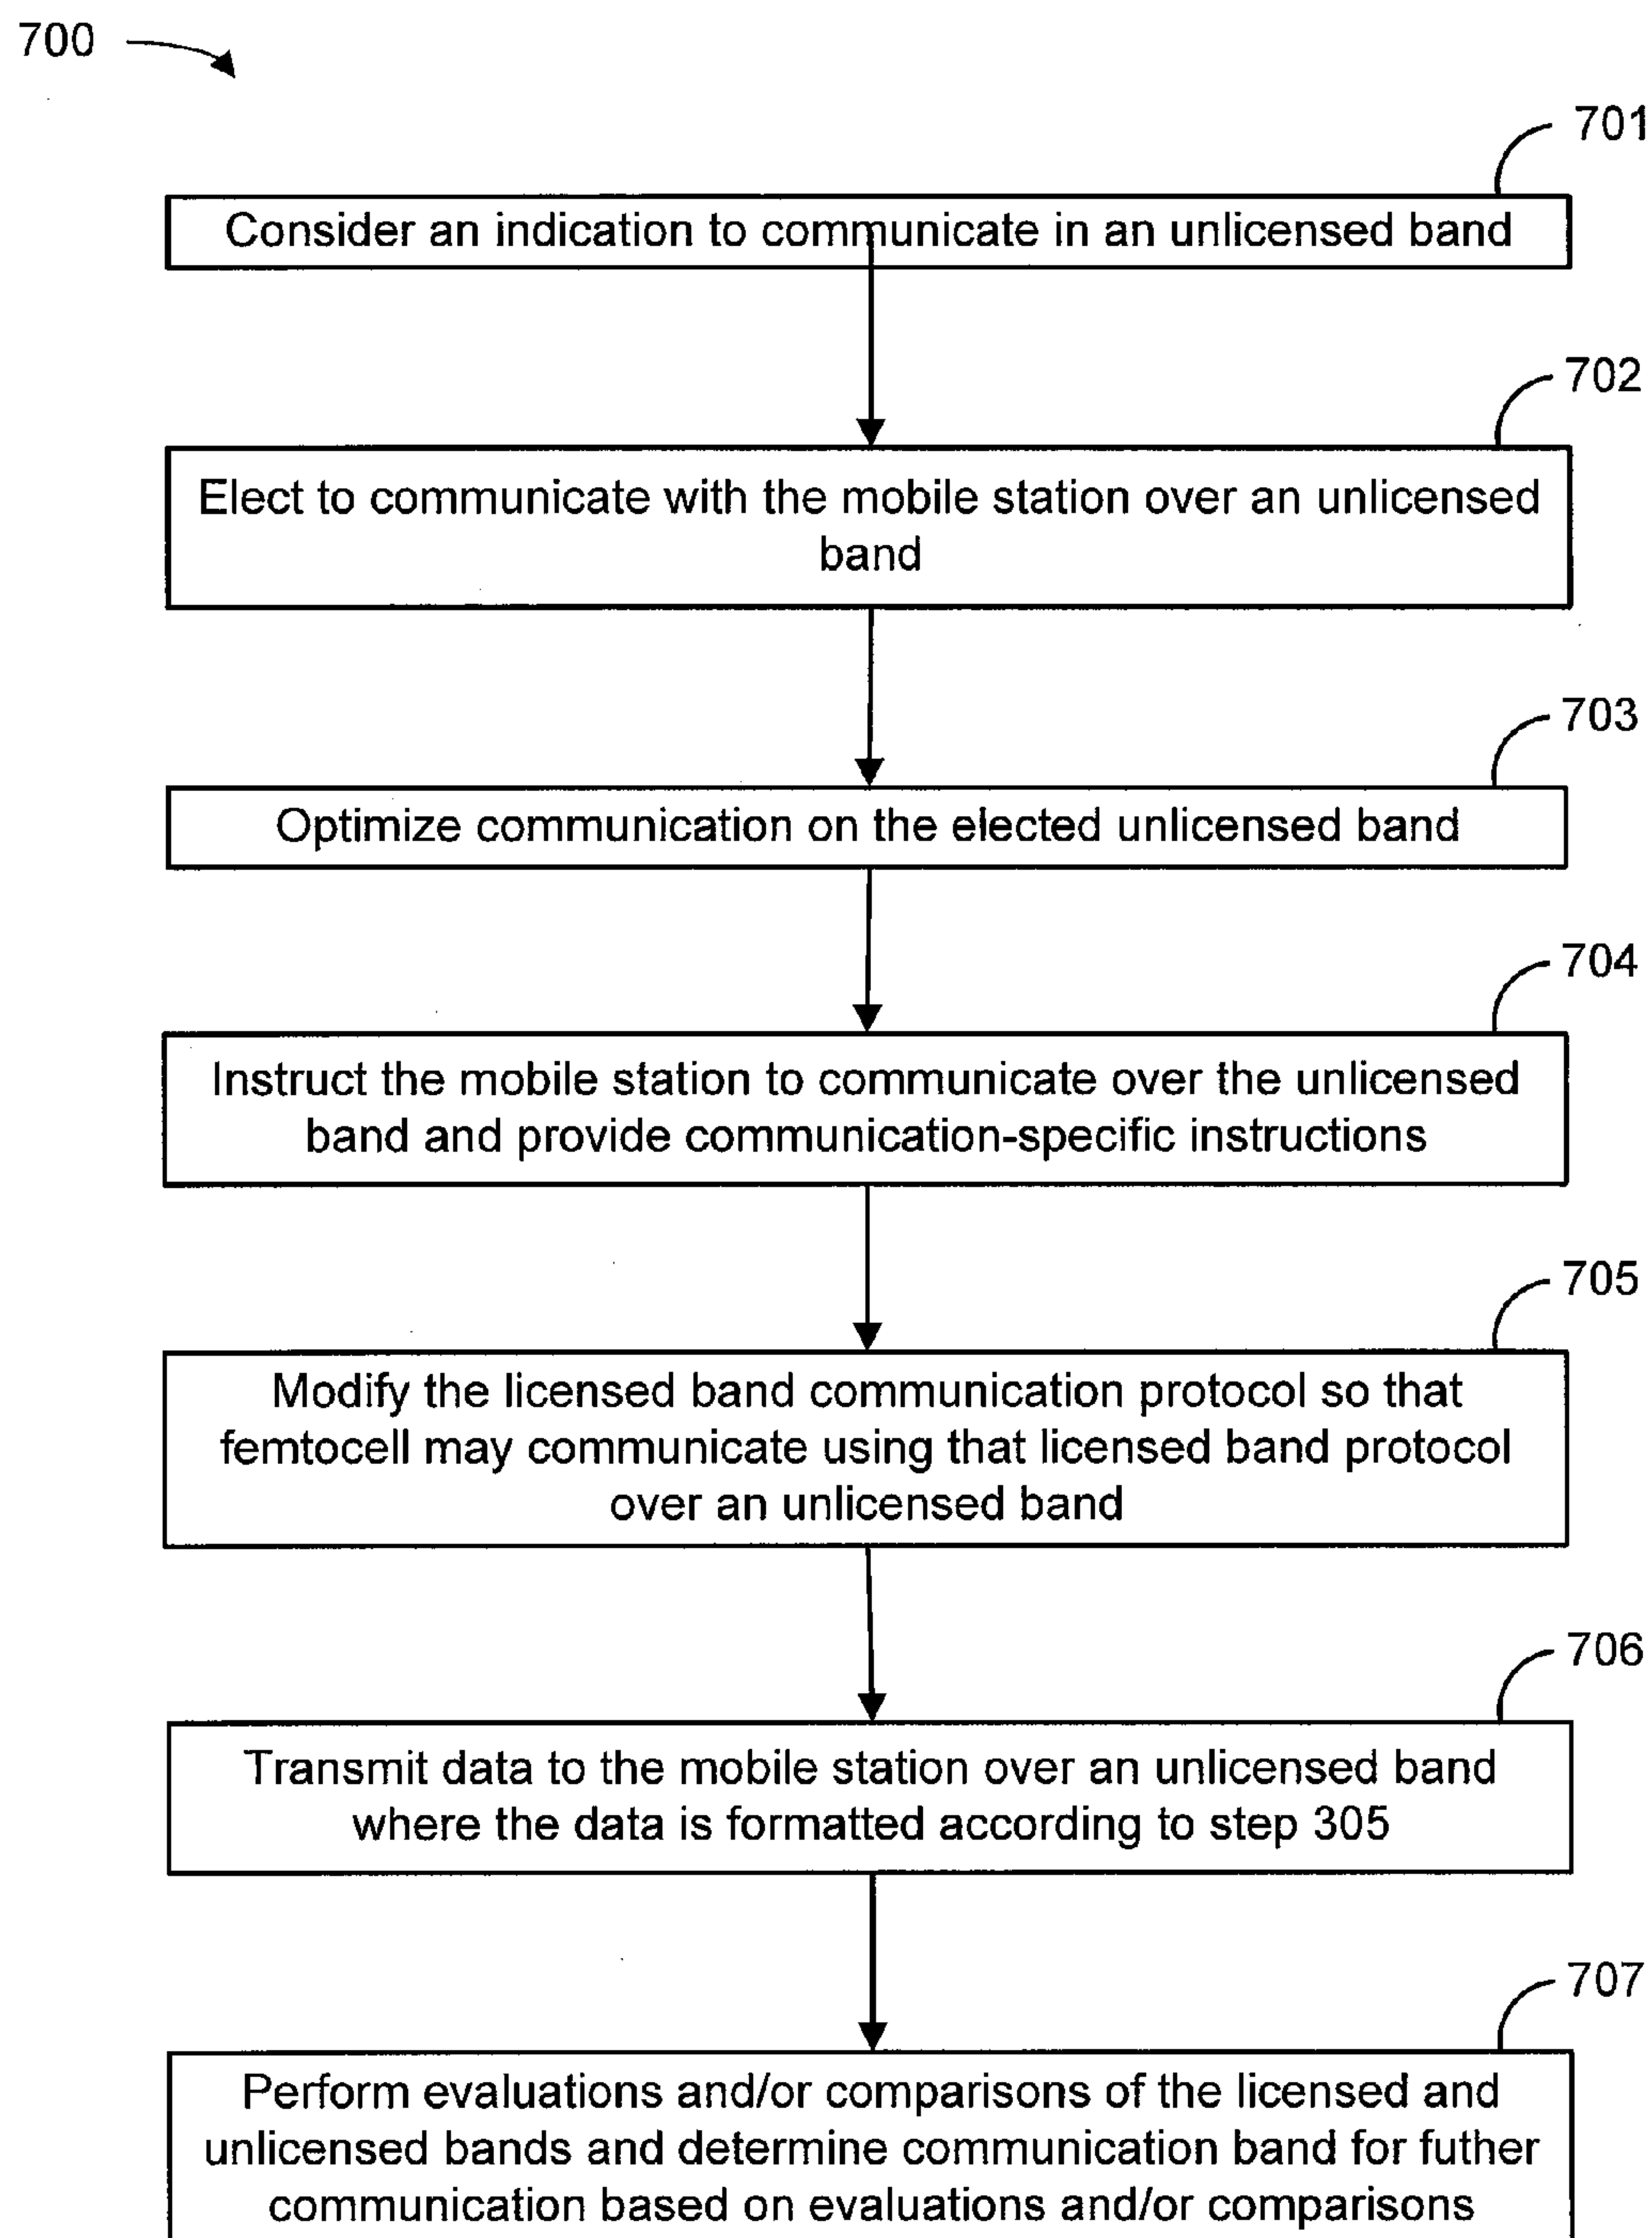 700
701
Consider an indication to communicate in an unlicensed band
702
Elect to communicate with the mobile station over an unlicensed
band
703
Optimize communication on the elected unlicensed band
704
Instruct the mobile station to communicate over the unlicensed
band and provide communication-specific instructions
705
Modify the licensed band communication protocol so that
femtocell may communicate using that licensed band protocol
over an unlicensed band
706
Transmit data to the mobile station over an unlicensed band
where the data is formatted according to step 305
707
Perform evaluations and/or comparisons of the licensed and
unlicensed bands and determine communication band for futher
communication based on evaluations and/or comparisons